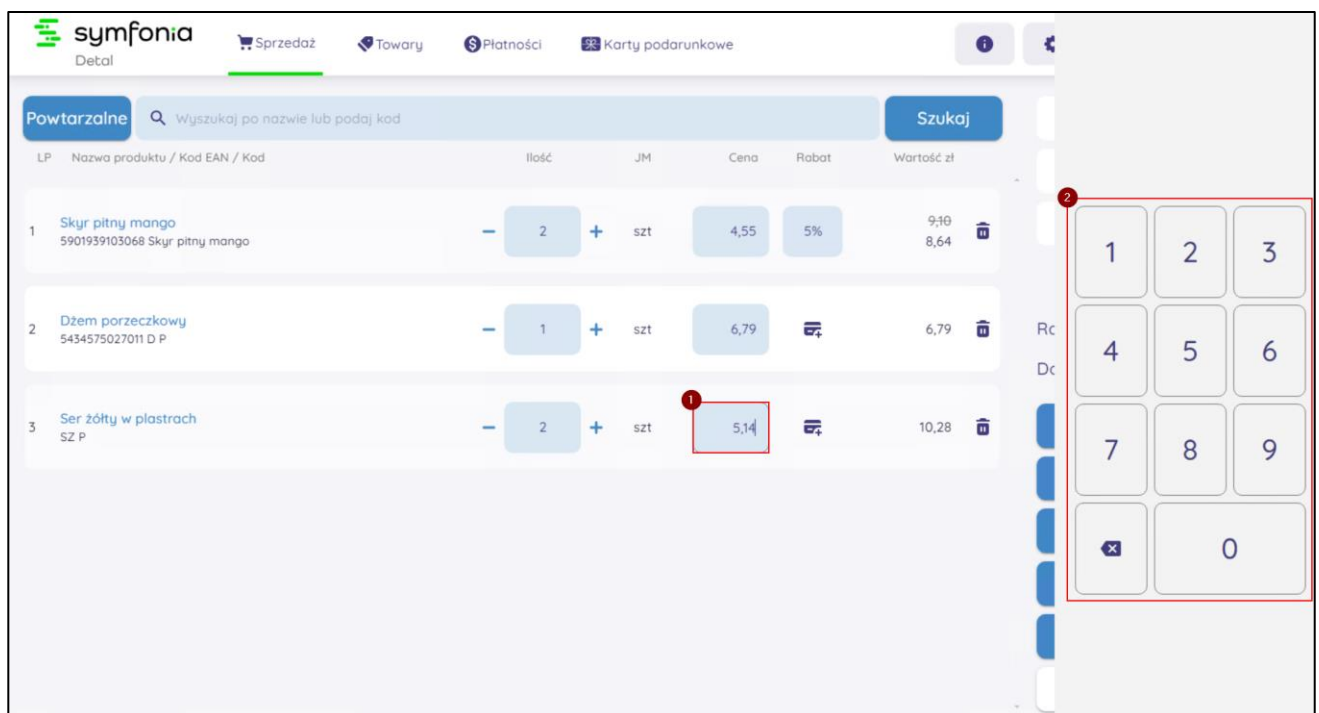 symfonia
Detal
Sprzedaż Towary Płatności Karty podarunkowe
Powtarzalne Wyszukaj po nazwie lub podaj kod Szukaj
LP Nazwa produktu / Kod EAN / Kod Ilość JM Cena Rabat Wartość zł
1 Skyr pitny mango
5901939103068 Skyr pitny mango
− 2 + szt 4,55 5% 9,10
8,64
2 Dżem porzeczkowy
5434575027011 D P
− 1 + szt 6,79 6,79
3 Ser żółty w plastrach
SZ P
− 2 + szt 5,14 10,28
1
2
1 2 3
4 5 6
7 8 9
0